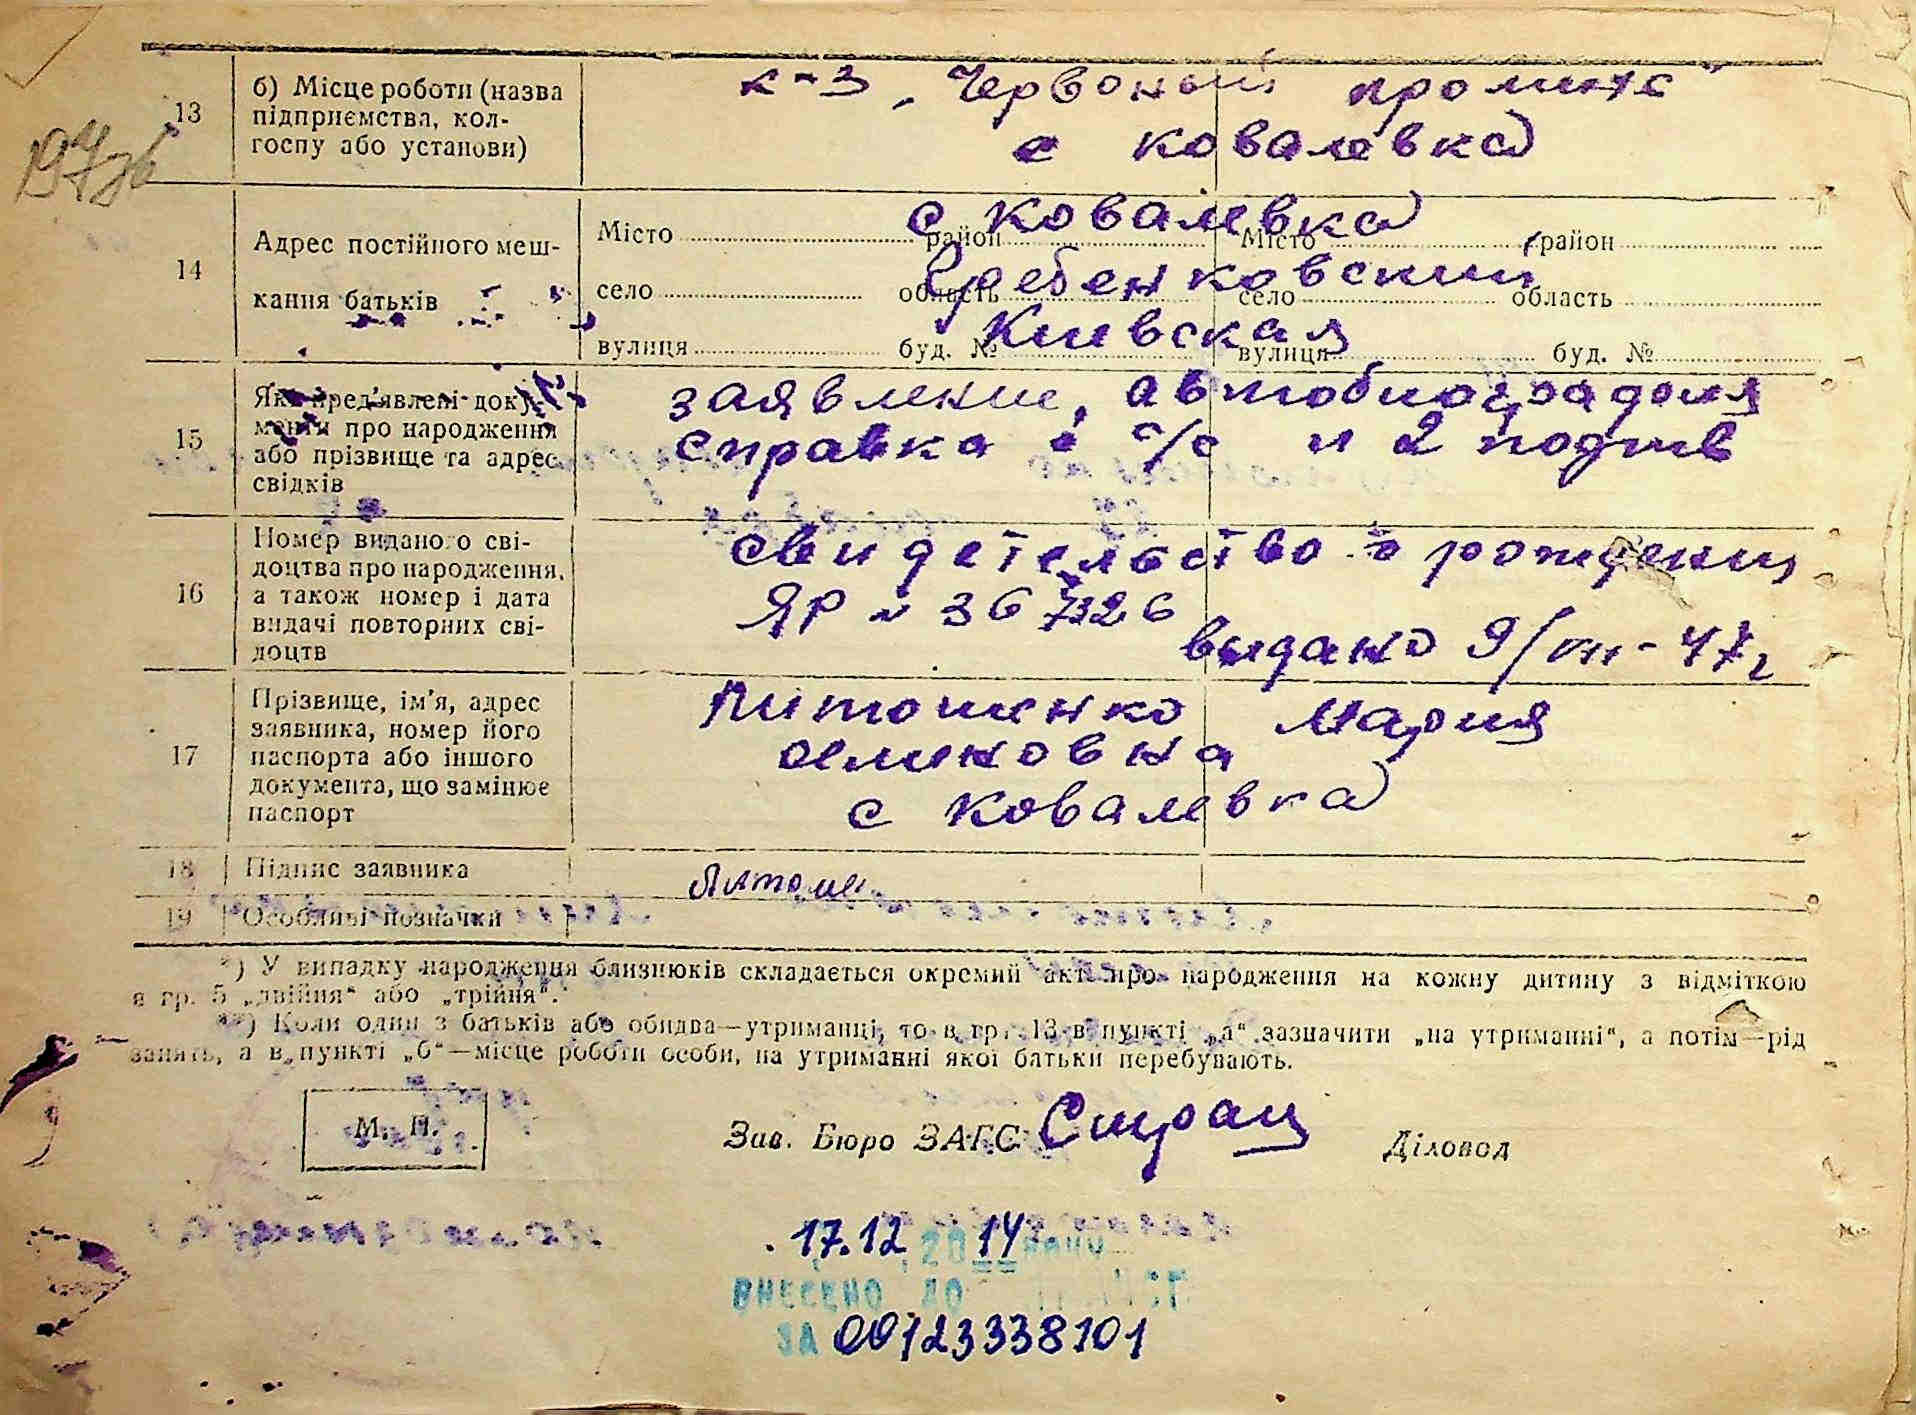 13
б) Місце роботи (назва
підприємства, кол-
госпу або установи)
к-з „Червоный проминь"
с Ковалевка
14
Адрес постійного меш-
кання батьків
Місто район Місто район
село область село область
вулиця буд. № вулиця буд. №
с Ковалевка
Гребенковский
Киевская
15
Які пред'явлені доку-
менти про народження
або прізвище та адрес
свідків
заявление, автобиография
справка с с/с и 2 подтв
16
Номер виданого сві-
доцтва про народження,
а також номер і дата
видачі повторних сві-
доцтв
свидетельство о рождении
ЯР № 367326
выдано 9/VIII-47г
17
Прізвище, ім'я, адрес
заявника, номер його
паспорта або іншого
документа, що замінює
паспорт
Мария
с Ковалевка
18
Підпис заявника
19
Особливі позначки
*) У випадку народження близнюків складається окремий акт про народження на кожну дитину з відміткою
в гр. 5 „двійня" або „трійня".
**) Коли один з батьків або обидва—утриманці, то в гр. 13 в пункті „а" зазначити „на утриманні", а потім—рід
занять, а в пункті „б"—місце роботи особи, на утриманні якої батьки перебувають.
М. П.
Зав. Бюро ЗАГС
Діловод
17.12 2014 року
ВНЕСЕНО ДО
ЗА 00123338101